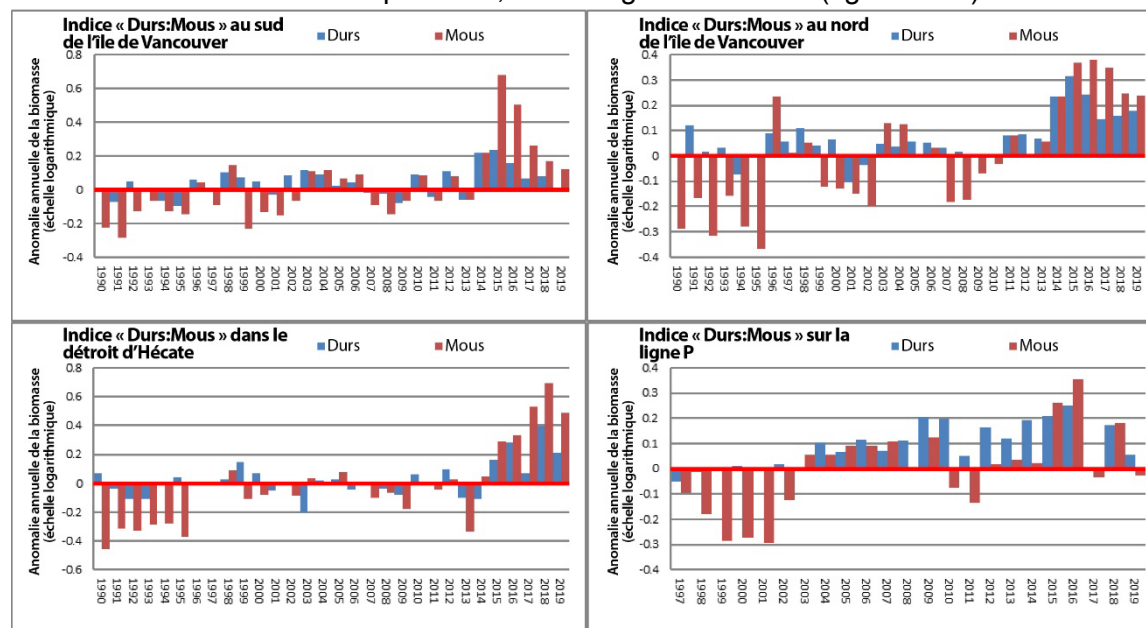 Indice « Durs:Mous » au sud
de l'île de Vancouver
Durs
Mous
Anomalie annuelle de la biomasse
(échelle logarithmique)
0.8
0.6
0.4
0.2
0
-0.2
-0.4
1990 1991 1992 1993 1994 1995 1996 1997 1998 1999 2000 2001 2002 2003 2004 2005 2006 2007 2008 2009 2010 2011 2012 2013 2014 2015 2016 2017 2018 2019
Indice « Durs:Mous » au nord
de l'île de Vancouver
Durs
Mous
Anomalie annuelle de la biomasse
(échelle logarithmique)
0.4
0.3
0.2
0.1
0
-0.1
-0.2
-0.3
-0.4
1990 1991 1992 1993 1994 1995 1996 1997 1998 1999 2000 2001 2002 2003 2004 2005 2006 2007 2008 2009 2010 2011 2012 2013 2014 2015 2016 2017 2018 2019
Indice « Durs:Mous » dans le
détroit d'Hécate
Durs
Mous
Anomalie annuelle de la biomasse
(échelle logarithmique)
0.8
0.6
0.4
0.2
0
-0.2
-0.4
-0.6
1990 1991 1992 1993 1994 1995 1996 1997 1998 1999 2000 2001 2002 2003 2004 2005 2006 2007 2008 2009 2010 2011 2012 2013 2014 2015 2016 2017 2018 2019
Indice « Durs:Mous » sur la
ligne P
Durs
Mous
Anomalie annuelle de la biomasse
(échelle logarithmique)
0.4
0.3
0.2
0.1
0
-0.1
-0.2
-0.3
-0.4
1997 1998 1999 2000 2001 2002 2003 2004 2005 2006 2007 2008 2009 2010 2011 2012 2013 2014 2015 2016 2017 2018 2019